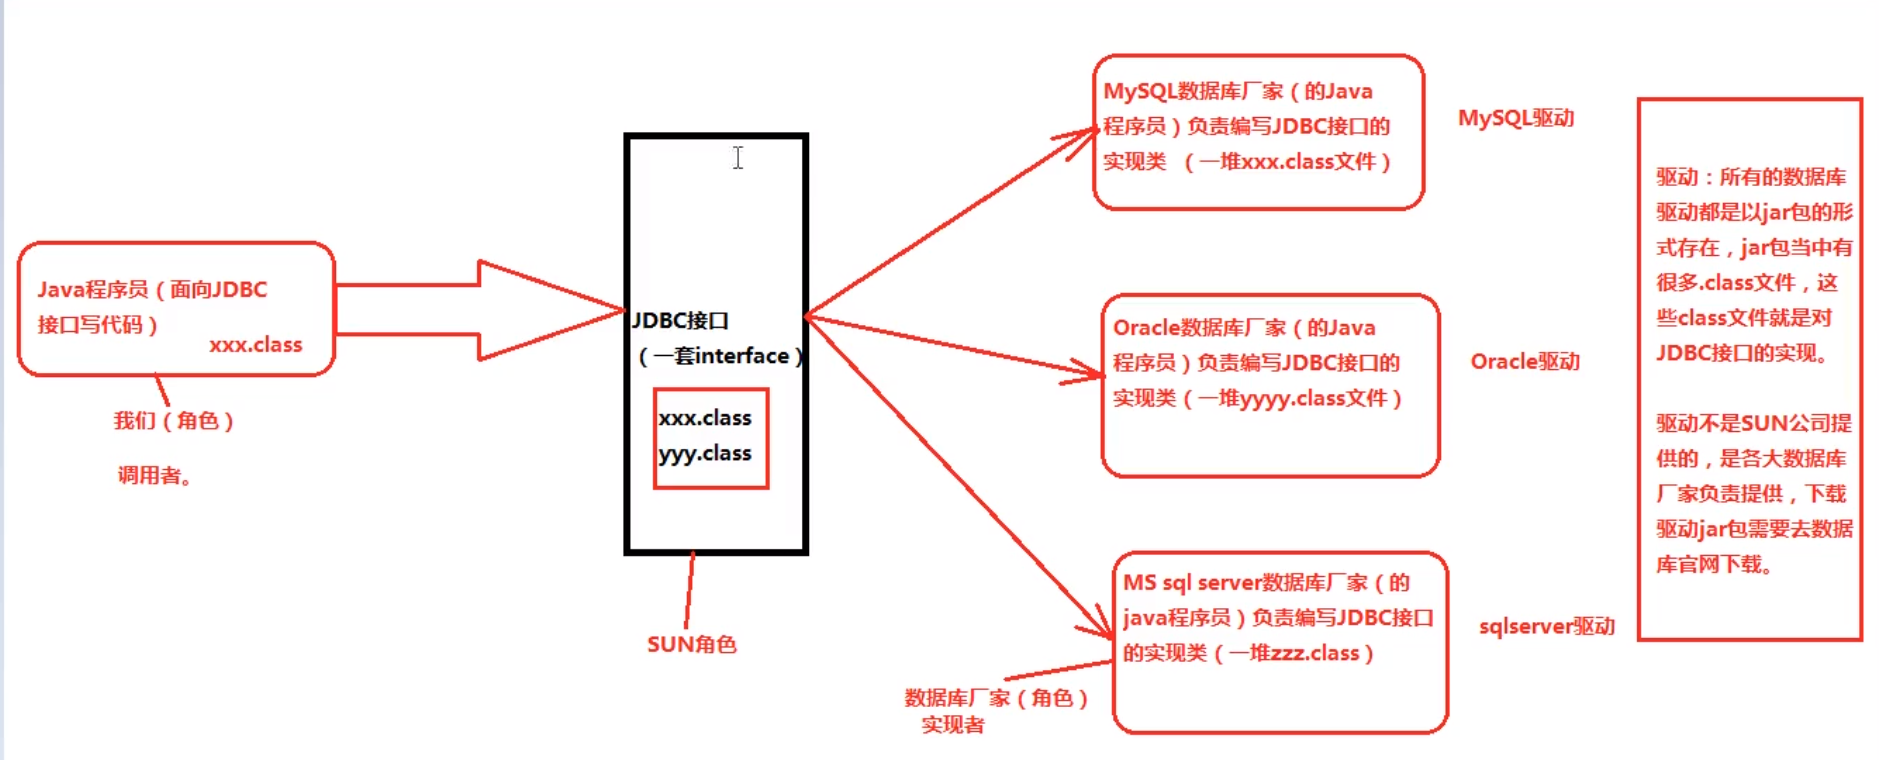 Java程序员（面向JDBC
接口写代码）
xxx.class
我们（角色）
调用者。
JDBC接口
（一套interface）
xxx.class
yyy.class
SUN角色
MySQL数据库厂家（的Java
程序员）负责编写JDBC接口的
实现类 （一堆xxx.class文件）
MySQL驱动
Oracle数据库厂家（的Java
程序员）负责编写JDBC接口的
实现类（一堆yyyy.class文件）
Oracle驱动
MS sql server数据库厂家（的
java程序员）负责编写JDBC接口
的实现类（一堆zzz.class）
sqlserver驱动
数据库厂家（角色）
实现者
驱动：所有的数据库
驱动都是以jar包的形
式存在，jar包当中有
很多.class文件，这
些class文件就是对
JDBC接口的实现。
驱动不是SUN公司提
供的，是各大数据库
厂家负责提供，下载
驱动jar包需要去数据
库官网下载。